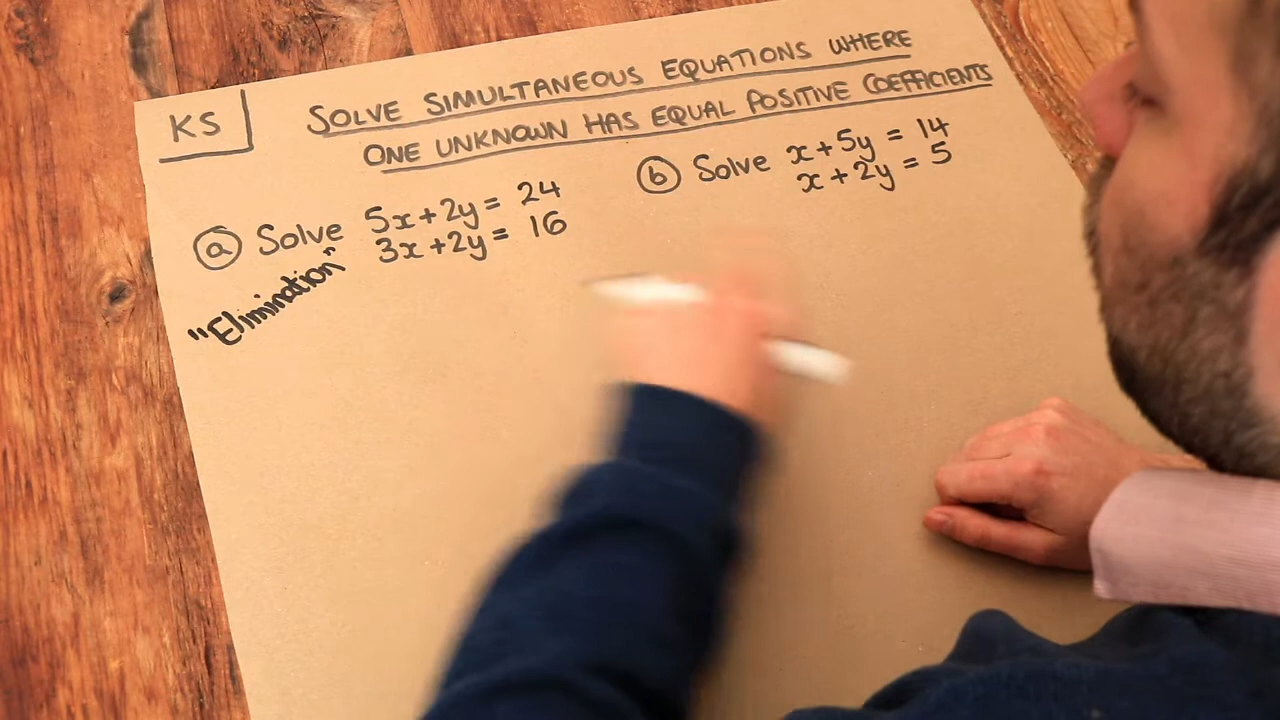 KS
SOLVE SIMULTANEOUS EQUATIONS WHERE
ONE UNKNOWN HAS EQUAL POSITIVE COEFFICIENTS
(a) Solve 5x+2y = 24
3x+2y = 16
"Elimination"
(b) Solve x+5y = 14
x+2y = 5